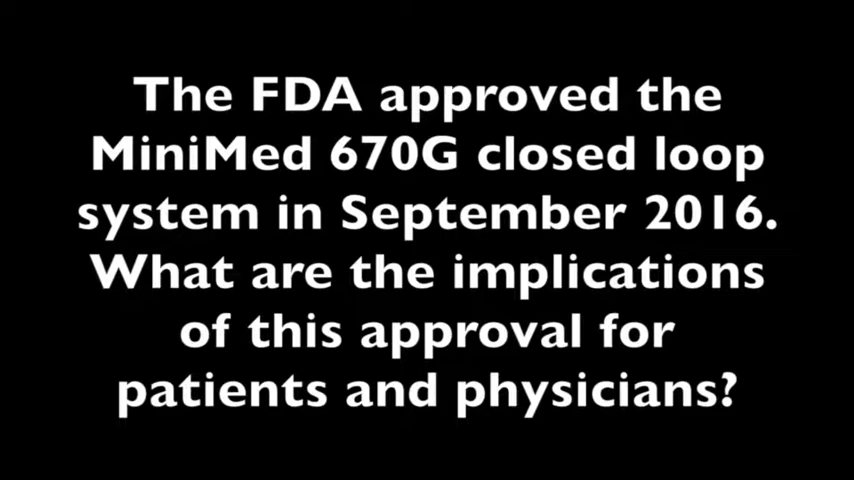 The FDA approved the
MiniMed 670G closed loop
system in September 2016.
What are the implications
of this approval for
patients and physicians?